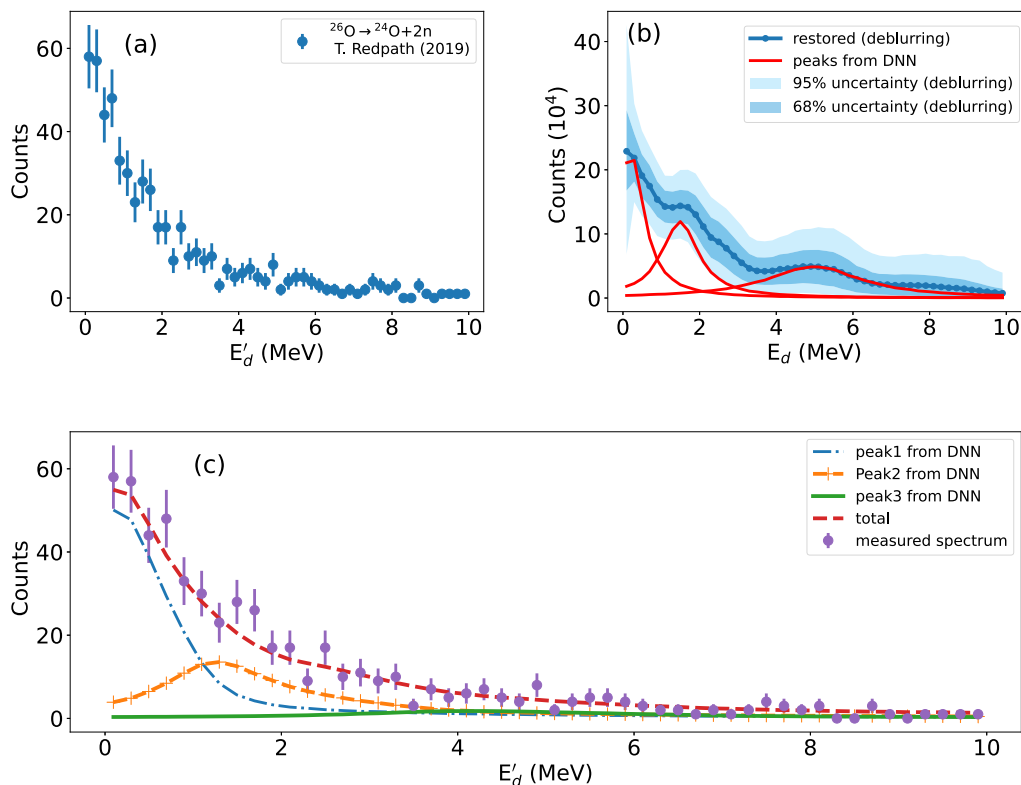 (a)
²⁶O→²⁴O+2n
T. Redpath (2019)
60
40
20
0
Counts
0 2 4 6 8 10
E′d (MeV)
(b)
restored (deblurring)
peaks from DNN
95% uncertainty (deblurring)
68% uncertainty (deblurring)
40
30
20
10
0
Counts (10⁴)
0 2 4 6 8 10
Ed (MeV)
(c)
peak1 from DNN
Peak2 from DNN
peak3 from DNN
total
measured spectrum
60
40
20
0
Counts
0 2 4 6 8 10
E′d (MeV)